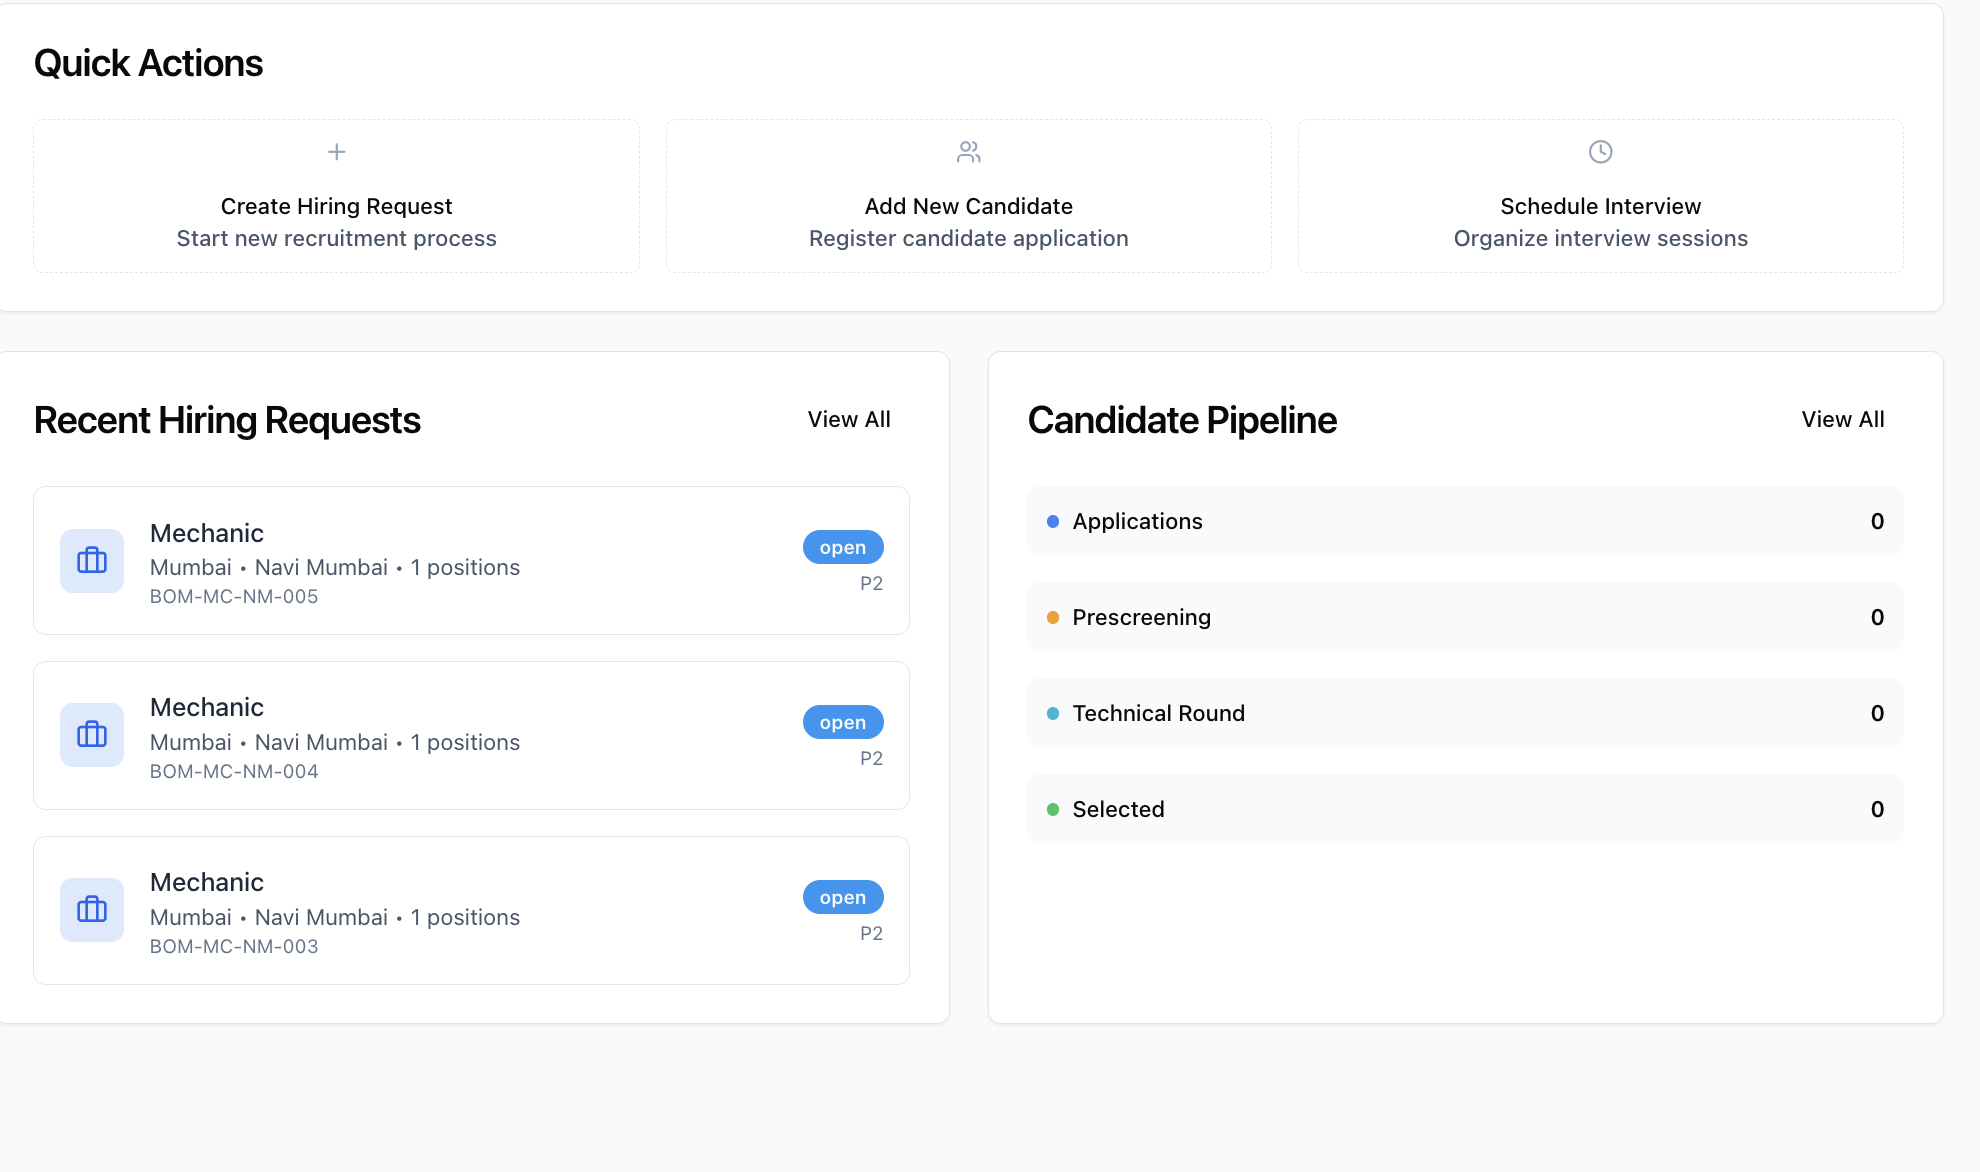 Quick Actions
Create Hiring Request
Start new recruitment process
Add New Candidate
Register candidate application
Schedule Interview
Organize interview sessions
Recent Hiring Requests
View All
Mechanic
Mumbai • Navi Mumbai • 1 positions
BOM-MC-NM-005
open
P2
Mechanic
Mumbai • Navi Mumbai • 1 positions
BOM-MC-NM-004
open
P2
Mechanic
Mumbai • Navi Mumbai • 1 positions
BOM-MC-NM-003
open
P2
Candidate Pipeline
View All
Applications 0
Prescreening 0
Technical Round 0
Selected 0